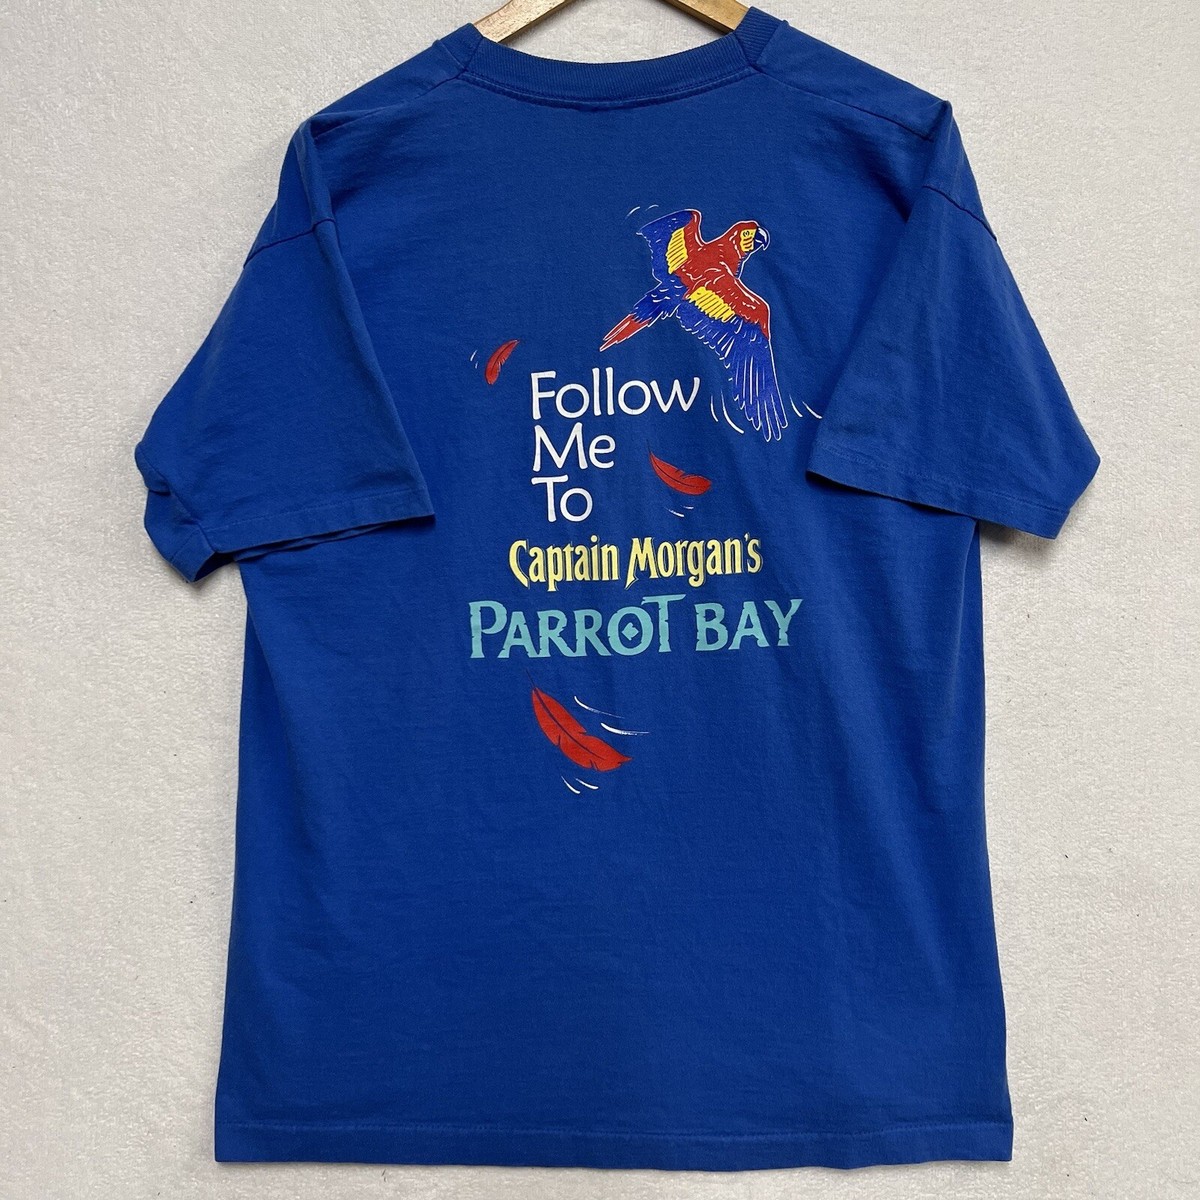 Follow
Me
To
Captain Morgan's
PARROT BAY